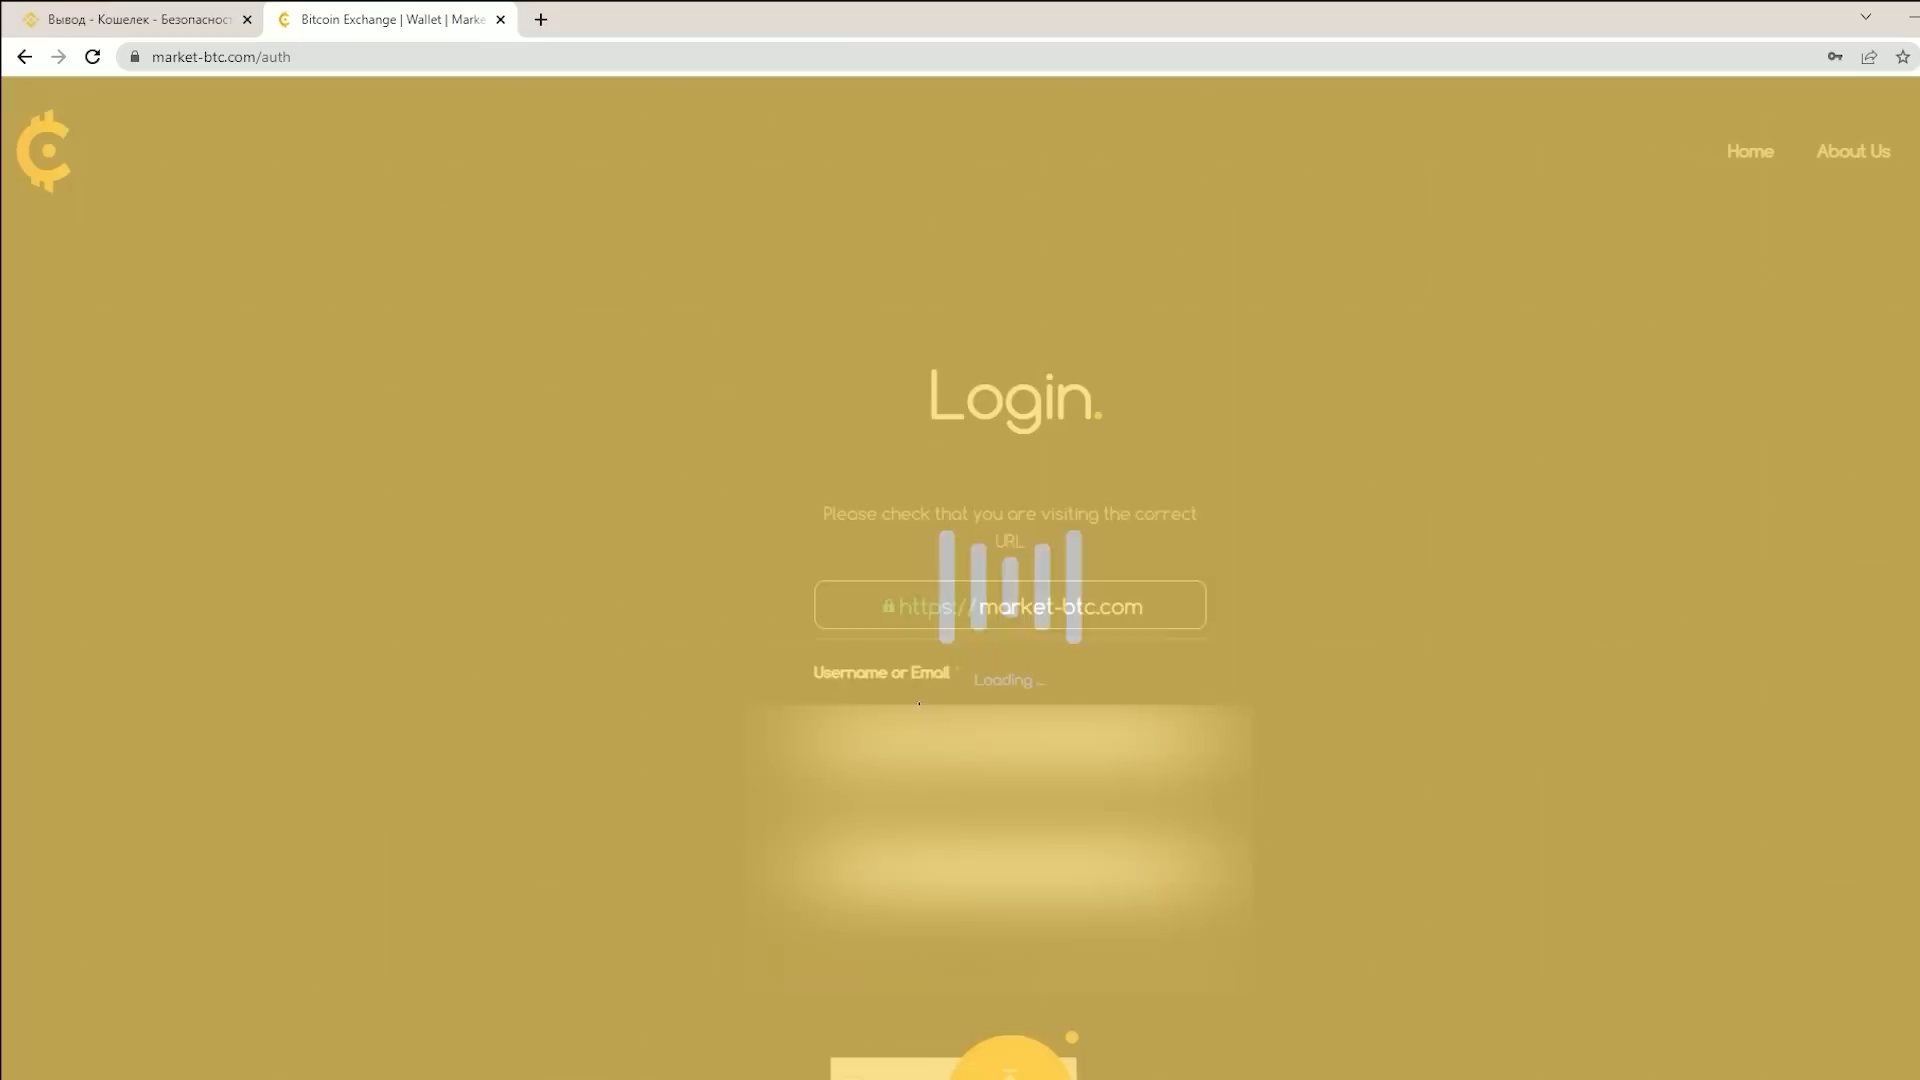 Вывод - Кошелек - Безопасност
Bitcoin Exchange | Wallet | Marke
market-btc.com/auth
Home
About Us
Login.
Please check that you are visiting the correct
URL
https://market-btc.com
Username or Email *
Loading ...